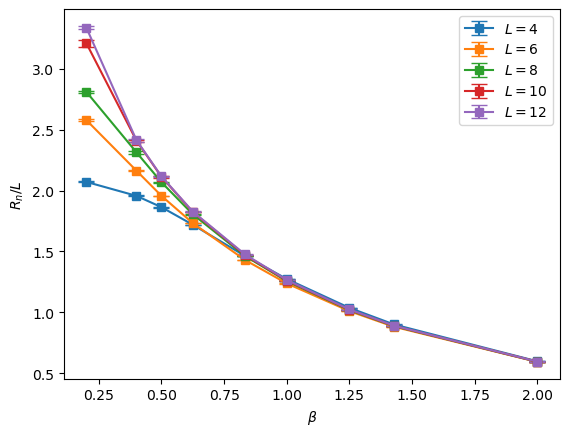 L = 4
L = 6
L = 8
L = 10
L = 12
R_n/L
3.0
2.5
2.0
1.5
1.0
0.5
0.25 0.50 0.75 1.00 1.25 1.50 1.75 2.00
β